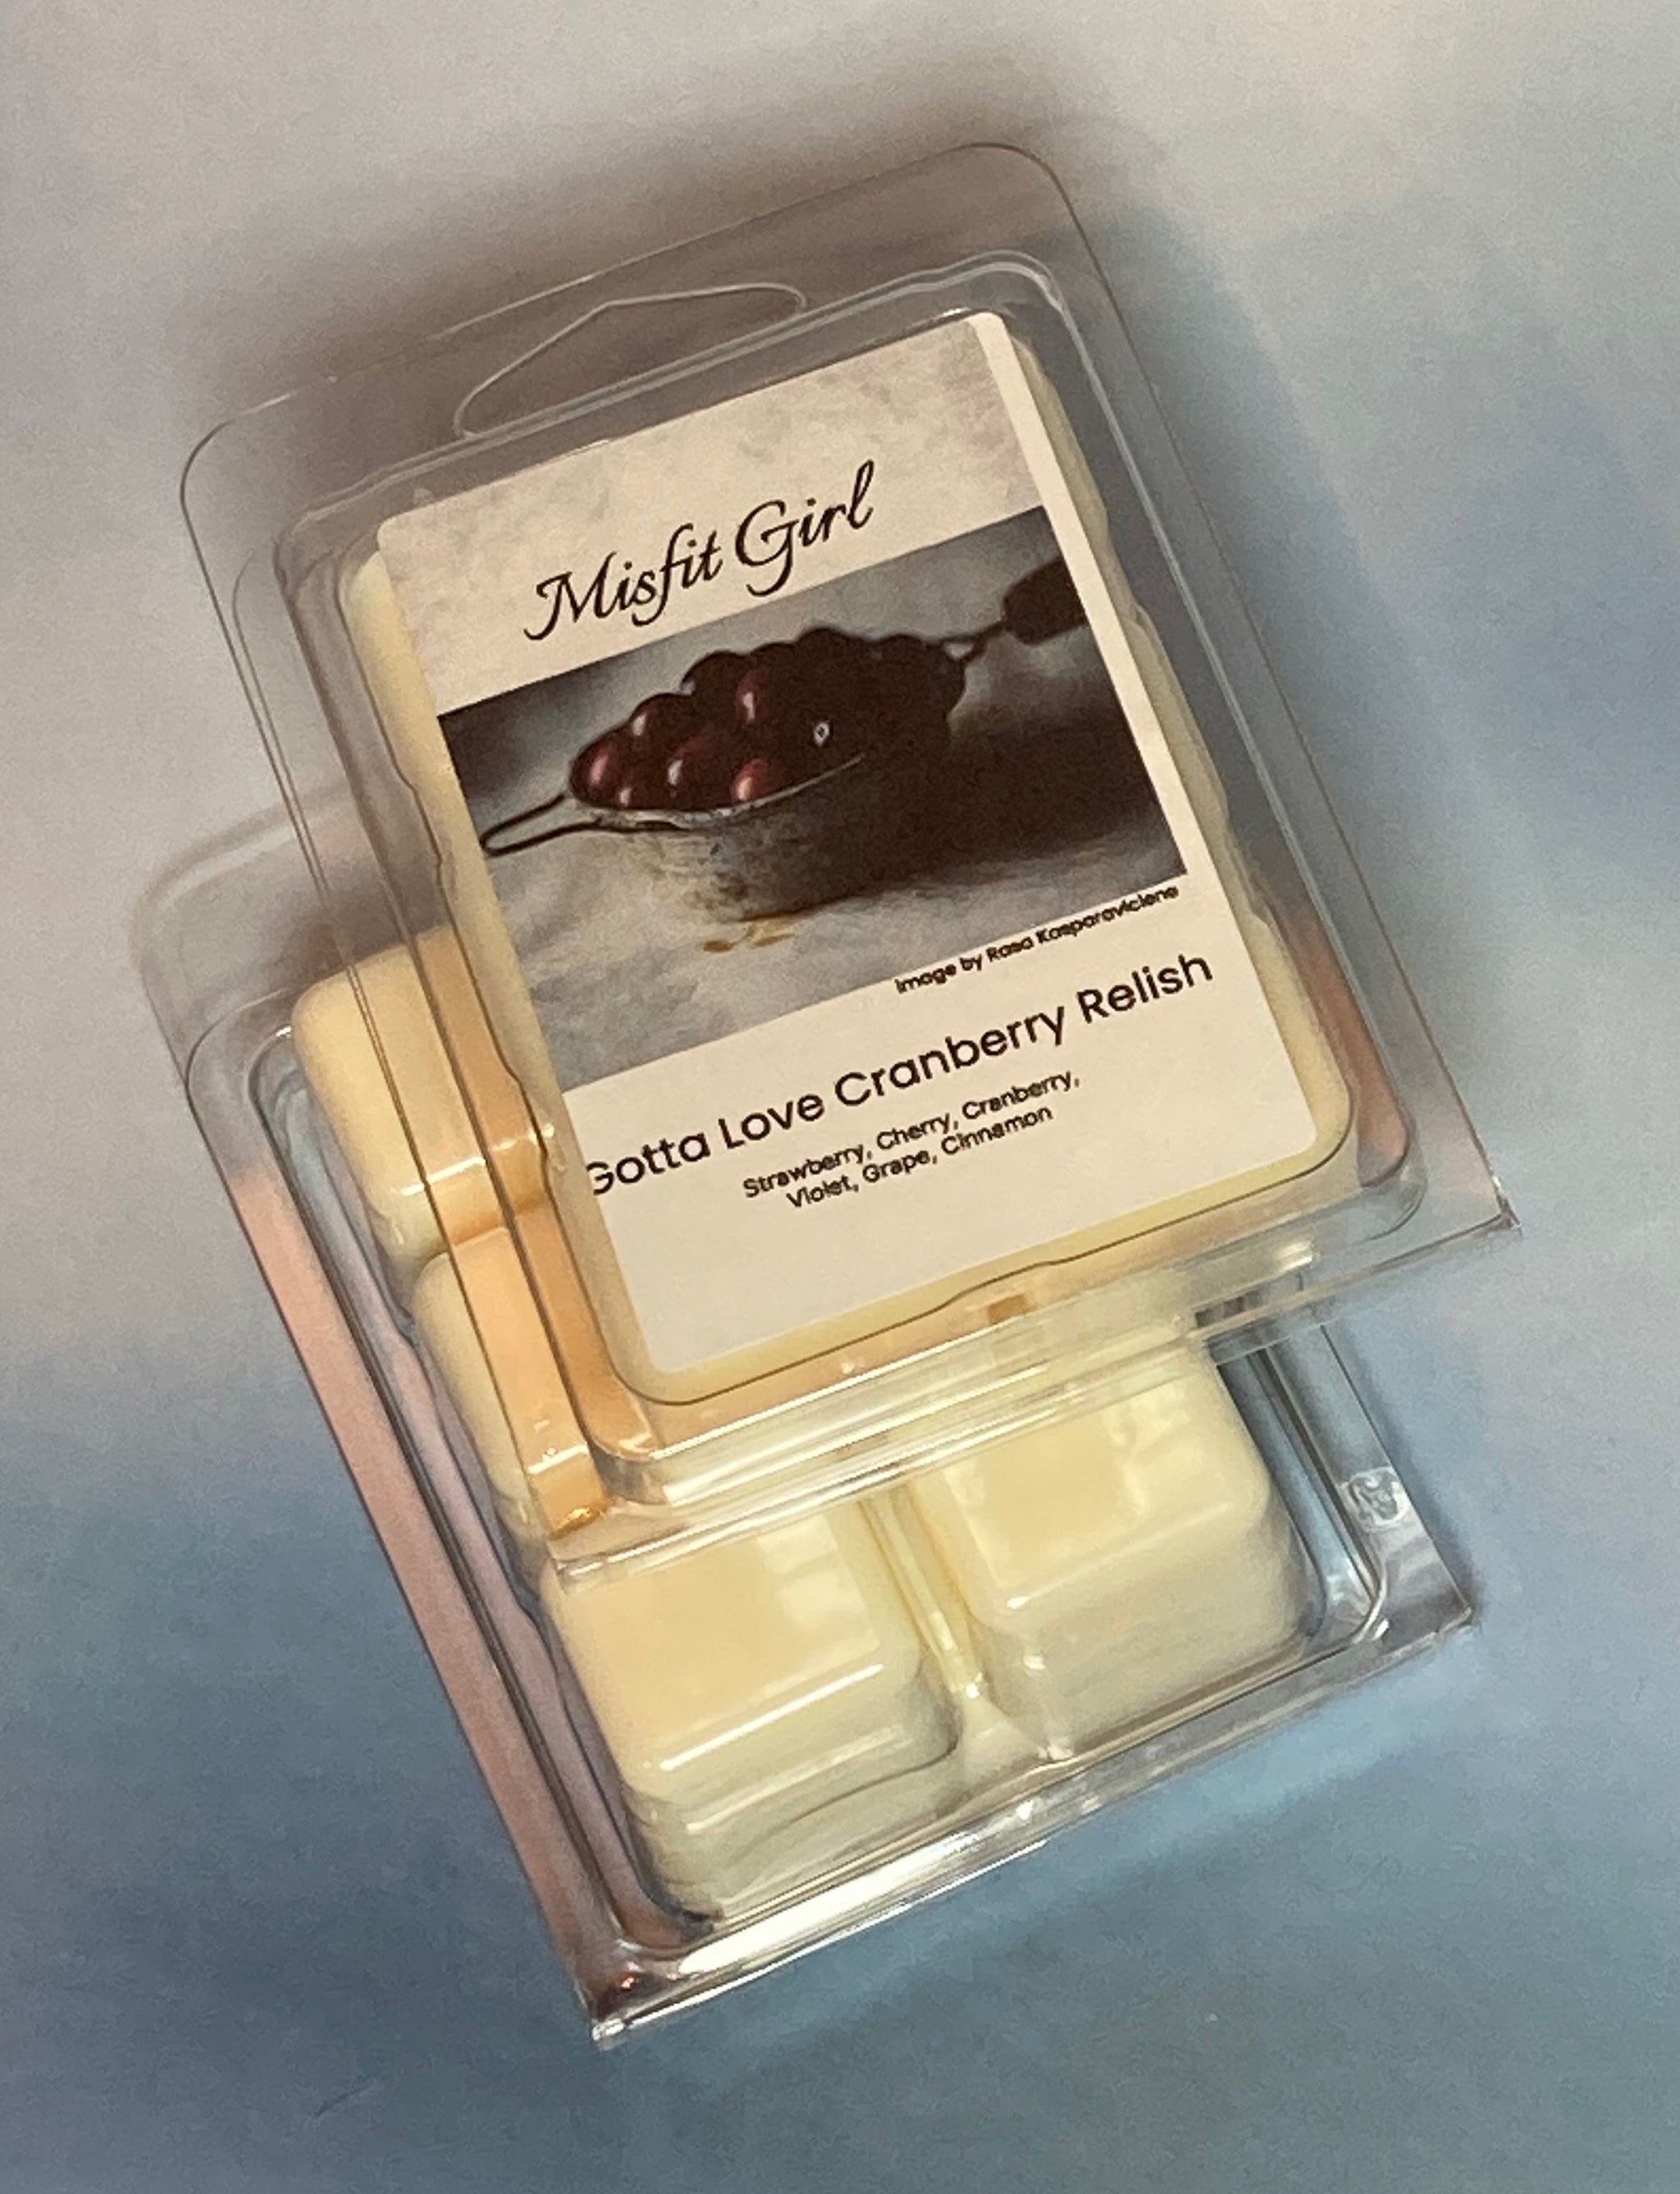 Misfit Girl
Image by Rasa Kasparaviciene
Gotta Love Cranberry Relish
Strawberry, Cherry, Cranberry,
Violet, Grape, Cinnamon